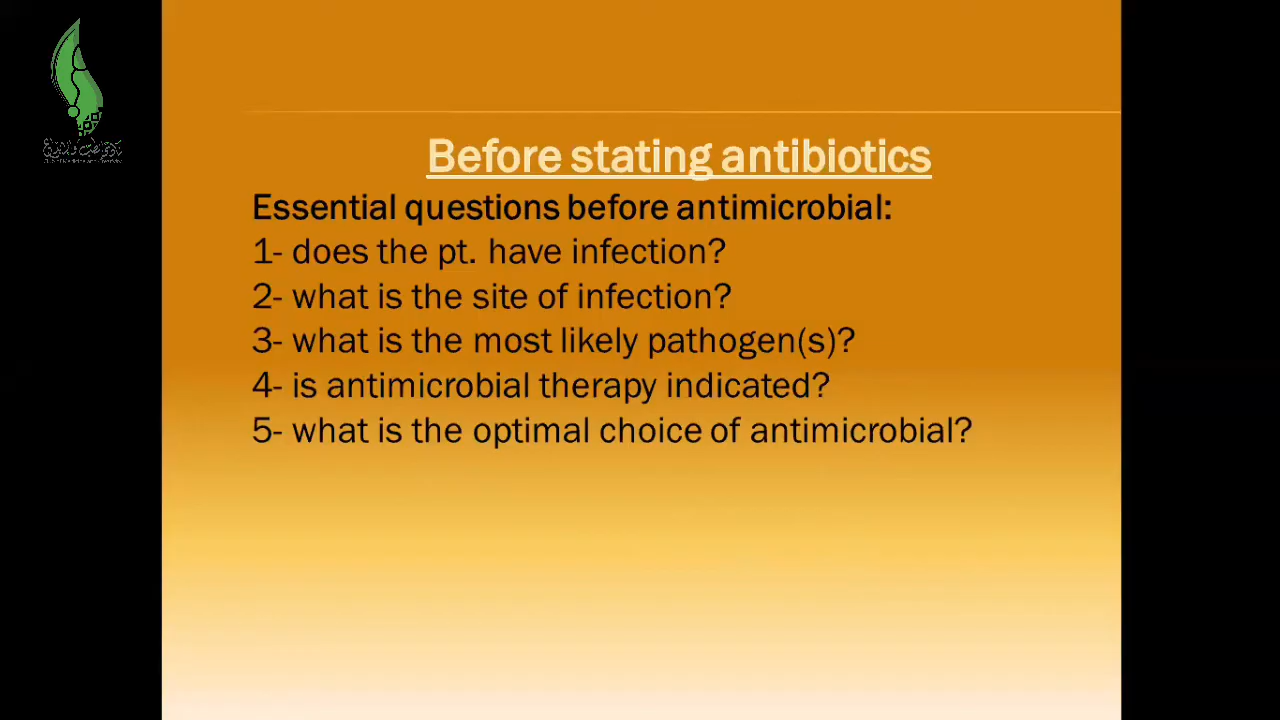 Before stating antibiotics
Essential questions before antimicrobial:
1- does the pt. have infection?
2- what is the site of infection?
3- what is the most likely pathogen(s)?
4- is antimicrobial therapy indicated?
5- what is the optimal choice of antimicrobial?